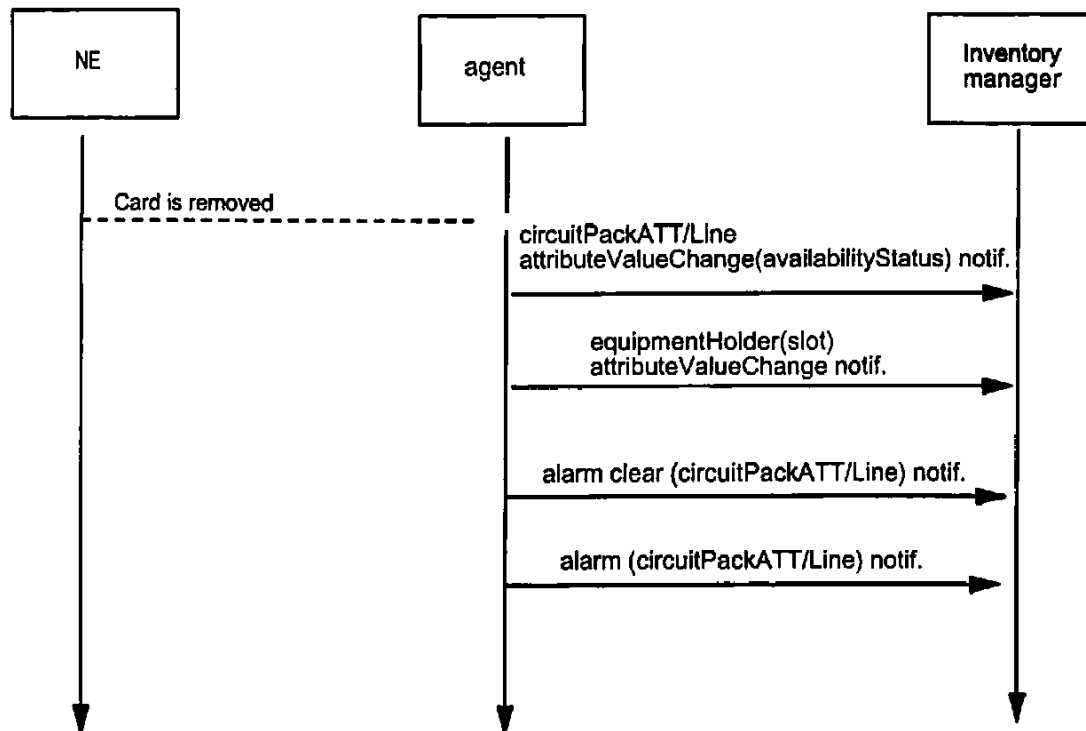 NE
agent
Inventory
manager
Card is removed
circuitPackATT/Line
attributeValueChange(availabilityStatus) notif.
equipmentHolder(slot)
attributeValueChange notif.
alarm clear (circuitPackATT/Line) notif.
alarm (circuitPackATT/Line) notif.